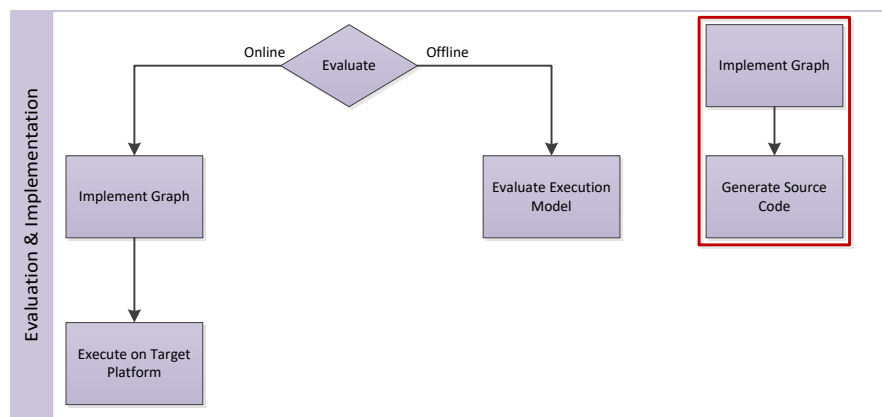 Evaluation & Implementation
Online
Evaluate
Offline
Implement Graph
Implement Graph
Evaluate Execution
Model
Generate Source
Code
Execute on Target
Platform